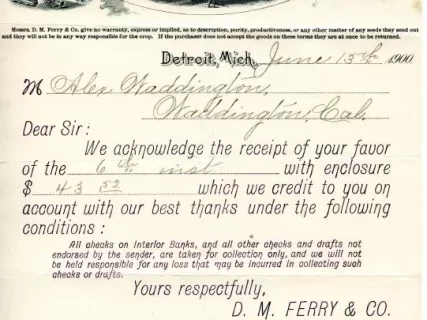 Messrs. D. M. Ferry & Co. give no warranty, express or implied, as to description, purity, productiveness, or any other matter of any seeds they send out
and they will not be in any way responsible for the crop. If the purchaser does not accept the goods on these terms they are at once to be returned.
Detroit, Mich. June 15th 1900
M Alex Waddington,
Waddington, Cal.
Dear Sir:
We acknowledge the receipt of your favor
of the 6th inst with enclosure
$ 43 52 which we credit to you on
account with our best thanks under the following
conditions:
All checks on Interior Banks, and all other checks and drafts not
endorsed by the sender, are taken for collection only, and we will not
be held responsible for any loss that may be incurred in collecting such
checks or drafts.
Yours respectfully,
D. M. FERRY & CO.